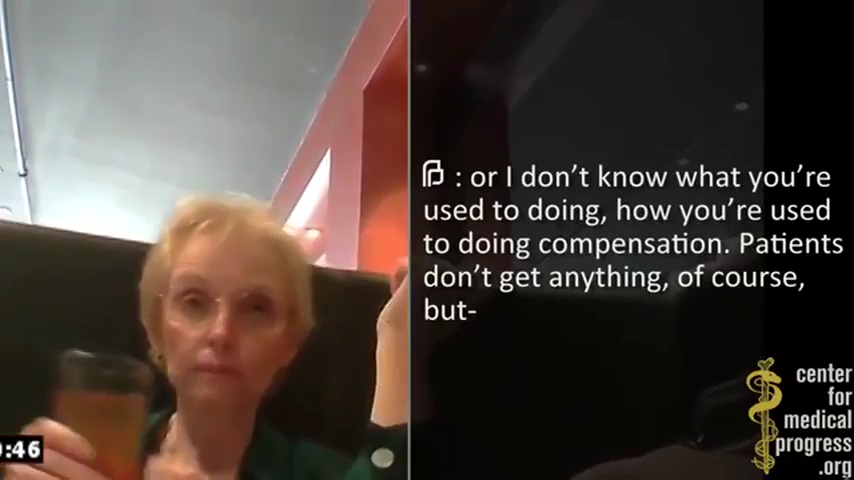 : or I don't know what you're
used to doing, how you're used
to doing compensation. Patients
don't get anything, of course,
but-
:46
center
for
medical
progress
.org